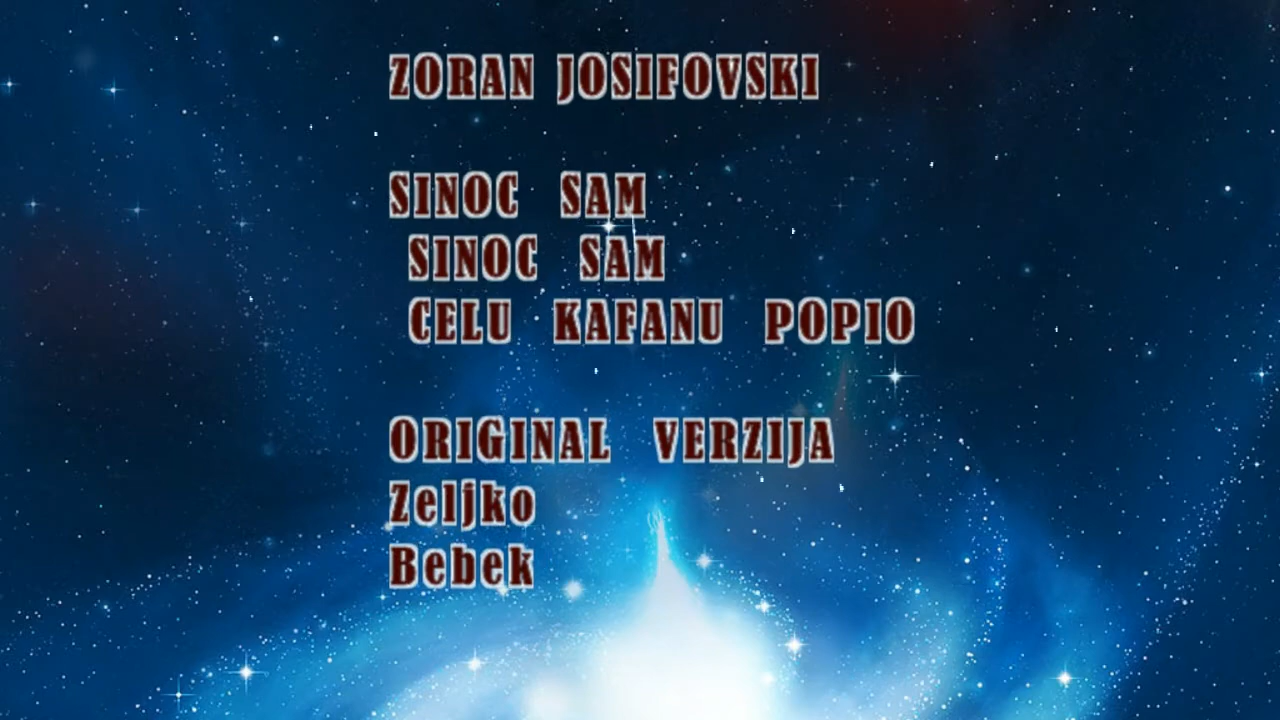 ZORAN JOSIFOVSKI
SINOC SAM
SINOC SAM
CELU KAFANU POPIO
ORIGINAL VERZIJA
Zeljko
Bebek